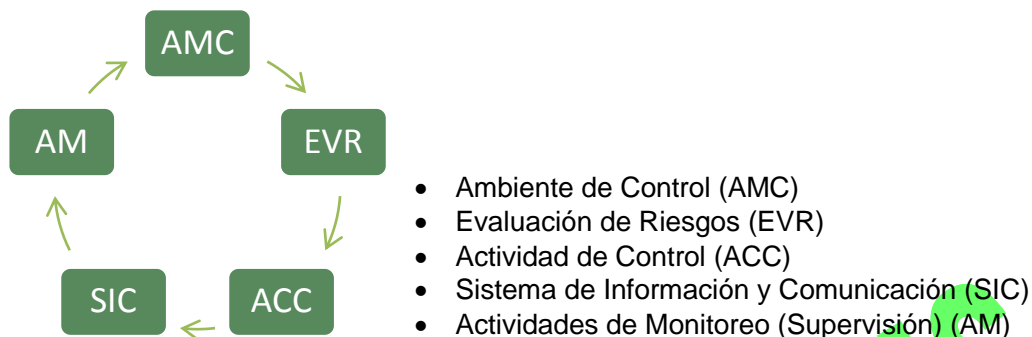 AMC
AM
EVR
SIC
ACC
• Ambiente de Control (AMC)
• Evaluación de Riesgos (EVR)
• Actividad de Control (ACC)
• Sistema de Información y Comunicación (SIC)
• Actividades de Monitoreo (Supervisión) (AM)